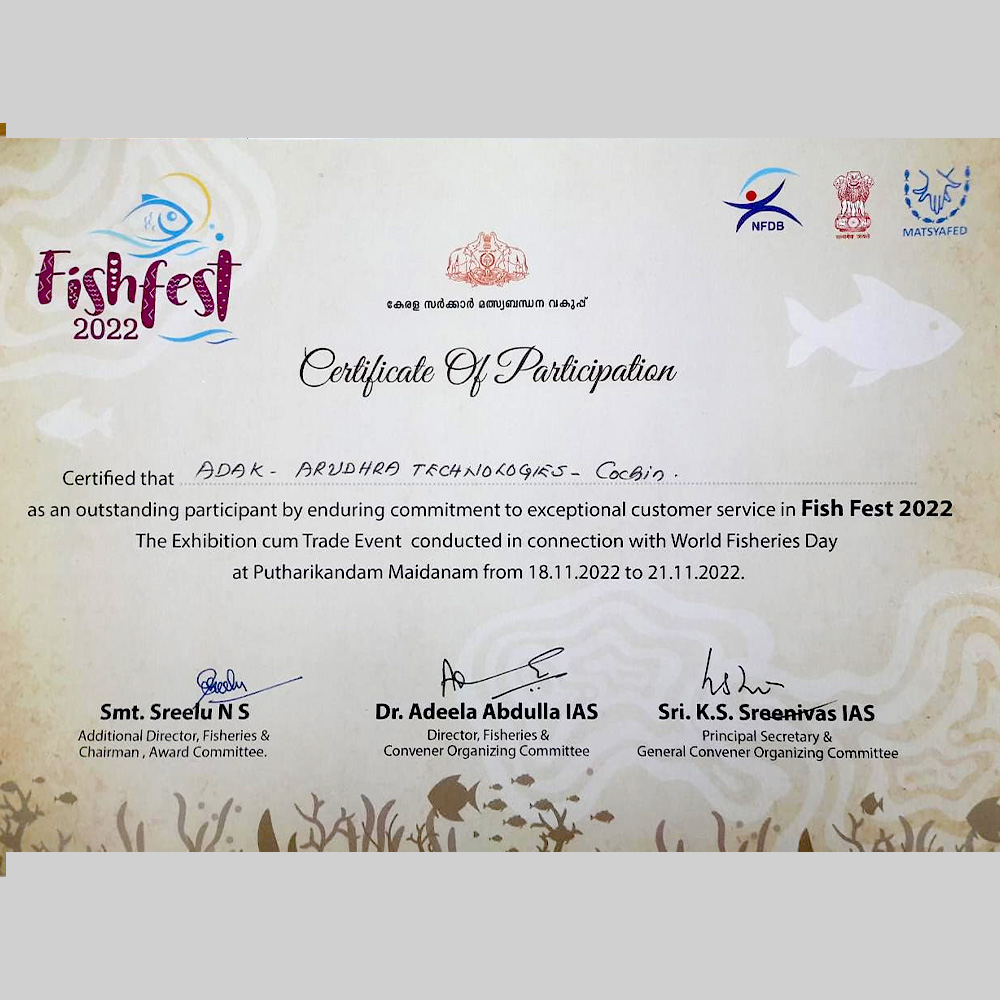 Fishfest
2022
NFDB
सत्यमेव जयते
MATSYAFED
കേരള സർക്കാർ മത്സ്യബന്ധന വകുപ്പ്
Certificate Of Participation
Certified that ADAK - ARUDHRA TECHNOLOGIES - Cochin.
as an outstanding participant by enduring commitment to exceptional customer service in Fish Fest 2022
The Exhibition cum Trade Event conducted in connection with World Fisheries Day
at Putharikandam Maidanam from 18.11.2022 to 21.11.2022.
Smt. Sreelu N S
Additional Director, Fisheries &
Chairman , Award Committee.
Dr. Adeela Abdulla IAS
Director, Fisheries &
Convener Organizing Committee
Sri. K.S. Sreenivas IAS
Principal Secretary &
General Convener Organizing Committee